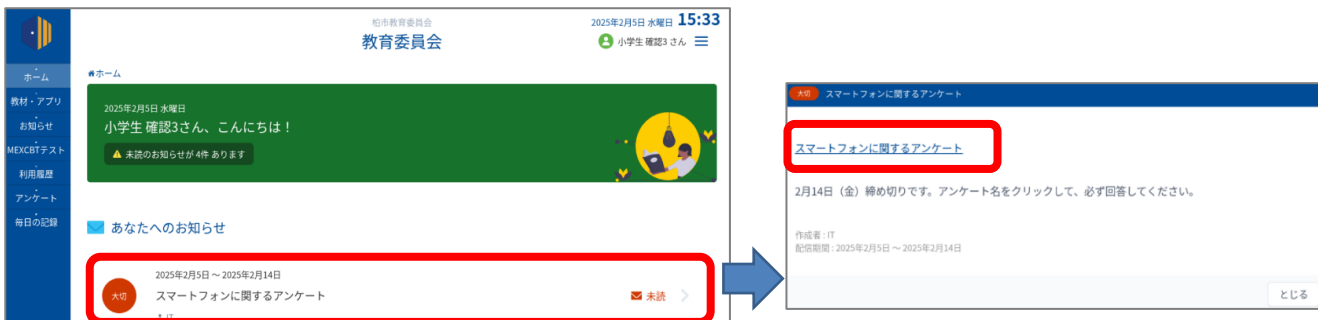 柏市教育委員会
教育委員会
2025年2月5日 水曜日 15:33
小学生 確認3 さん
ホーム
教材・アプリ
お知らせ
MEXCBTテスト
利用履歴
アンケート
毎日の記録
ホーム
2025年2月5日 水曜日
小学生 確認3さん、こんにちは！
未読のお知らせが 4件 あります
あなたへのお知らせ
2025年2月5日 ～ 2025年2月14日
大切
スマートフォンに関するアンケート
未読
IT
大切 スマートフォンに関するアンケート
スマートフォンに関するアンケート
2月14日（金）締め切りです。アンケート名をクリックして、必ず回答してください。
作成者 : IT
配信期間 : 2025年2月5日 ～ 2025年2月14日
とじる